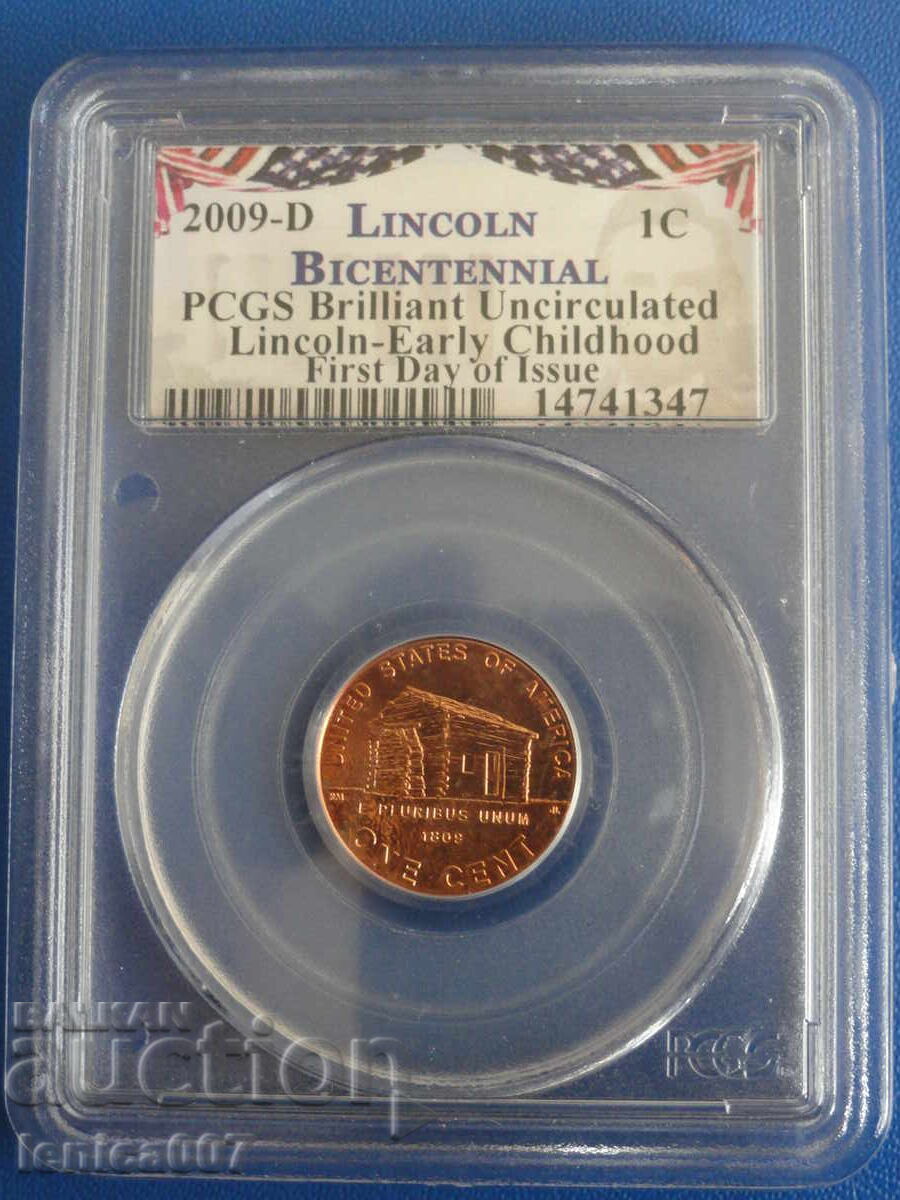 2009-D LINCOLN 1C
BICENTENNIAL
PCGS Brilliant Uncirculated
Lincoln-Early Childhood
First Day of Issue
14741347
UNITED STATES OF AMERICA
E PLURIBUS UNUM
1809
ONE CENT
PCGS
BALKAN
auction
lenica007